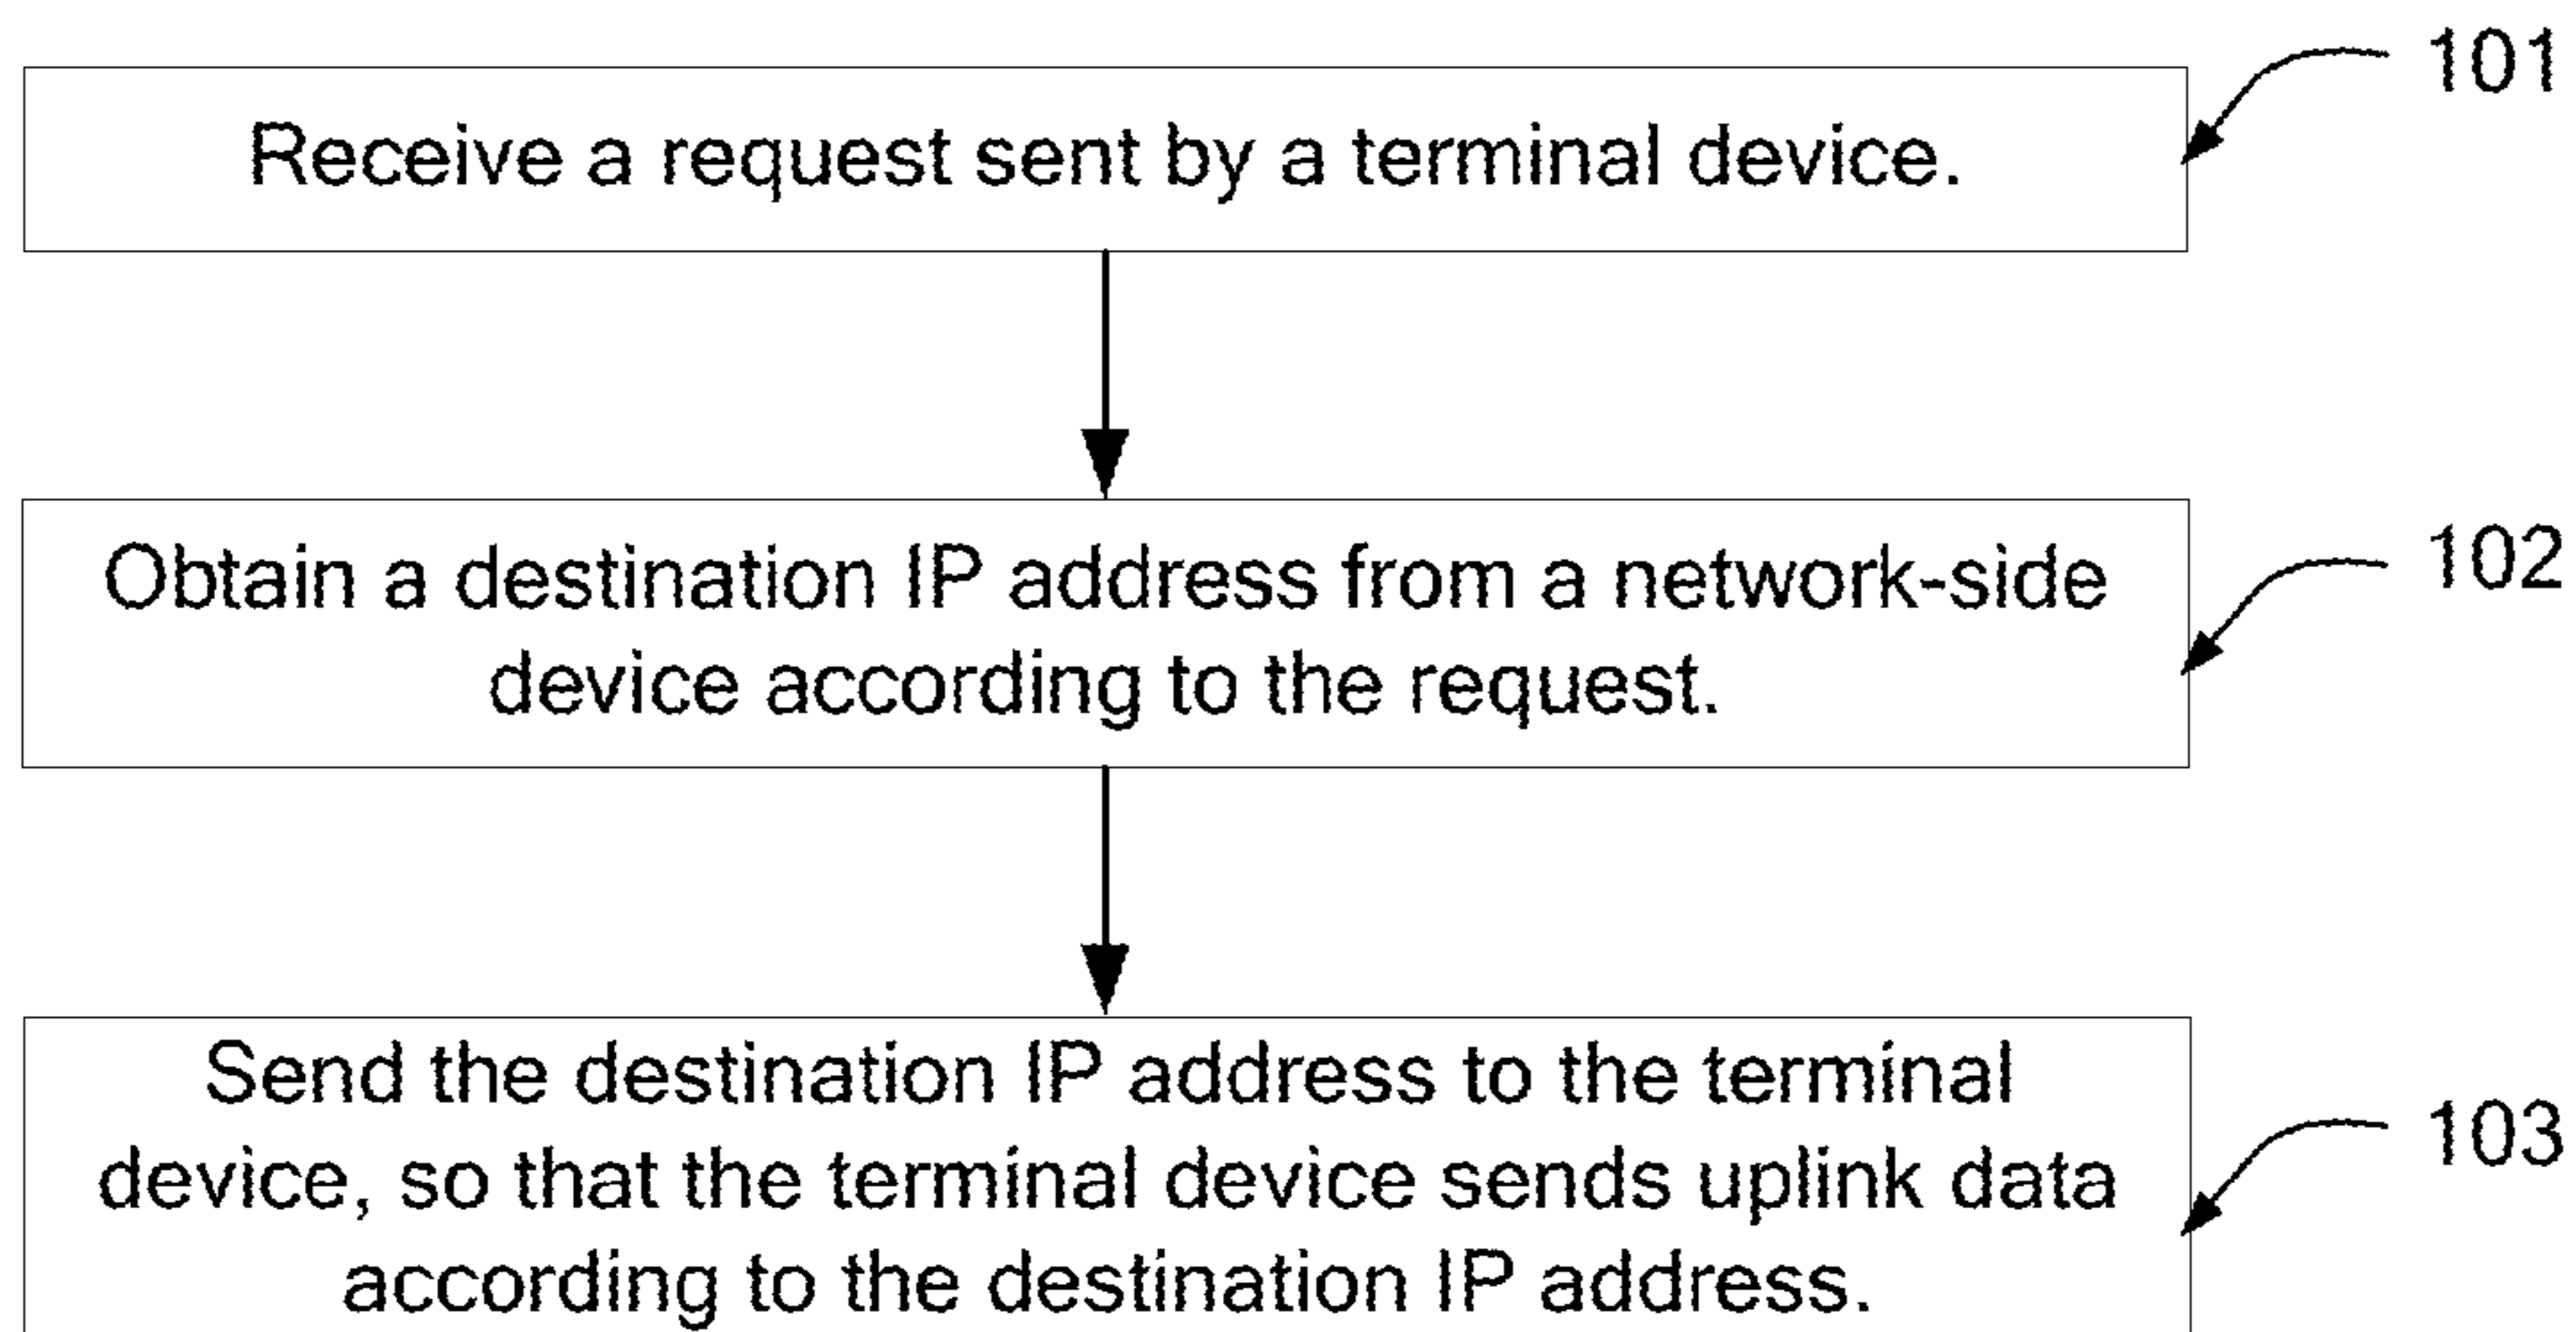 101
Receive a request sent by a terminal device.
102
Obtain a destination IP address from a network-side
device according to the request.
103
Send the destination IP address to the terminal
device, so that the terminal device sends uplink data
according to the destination IP address.